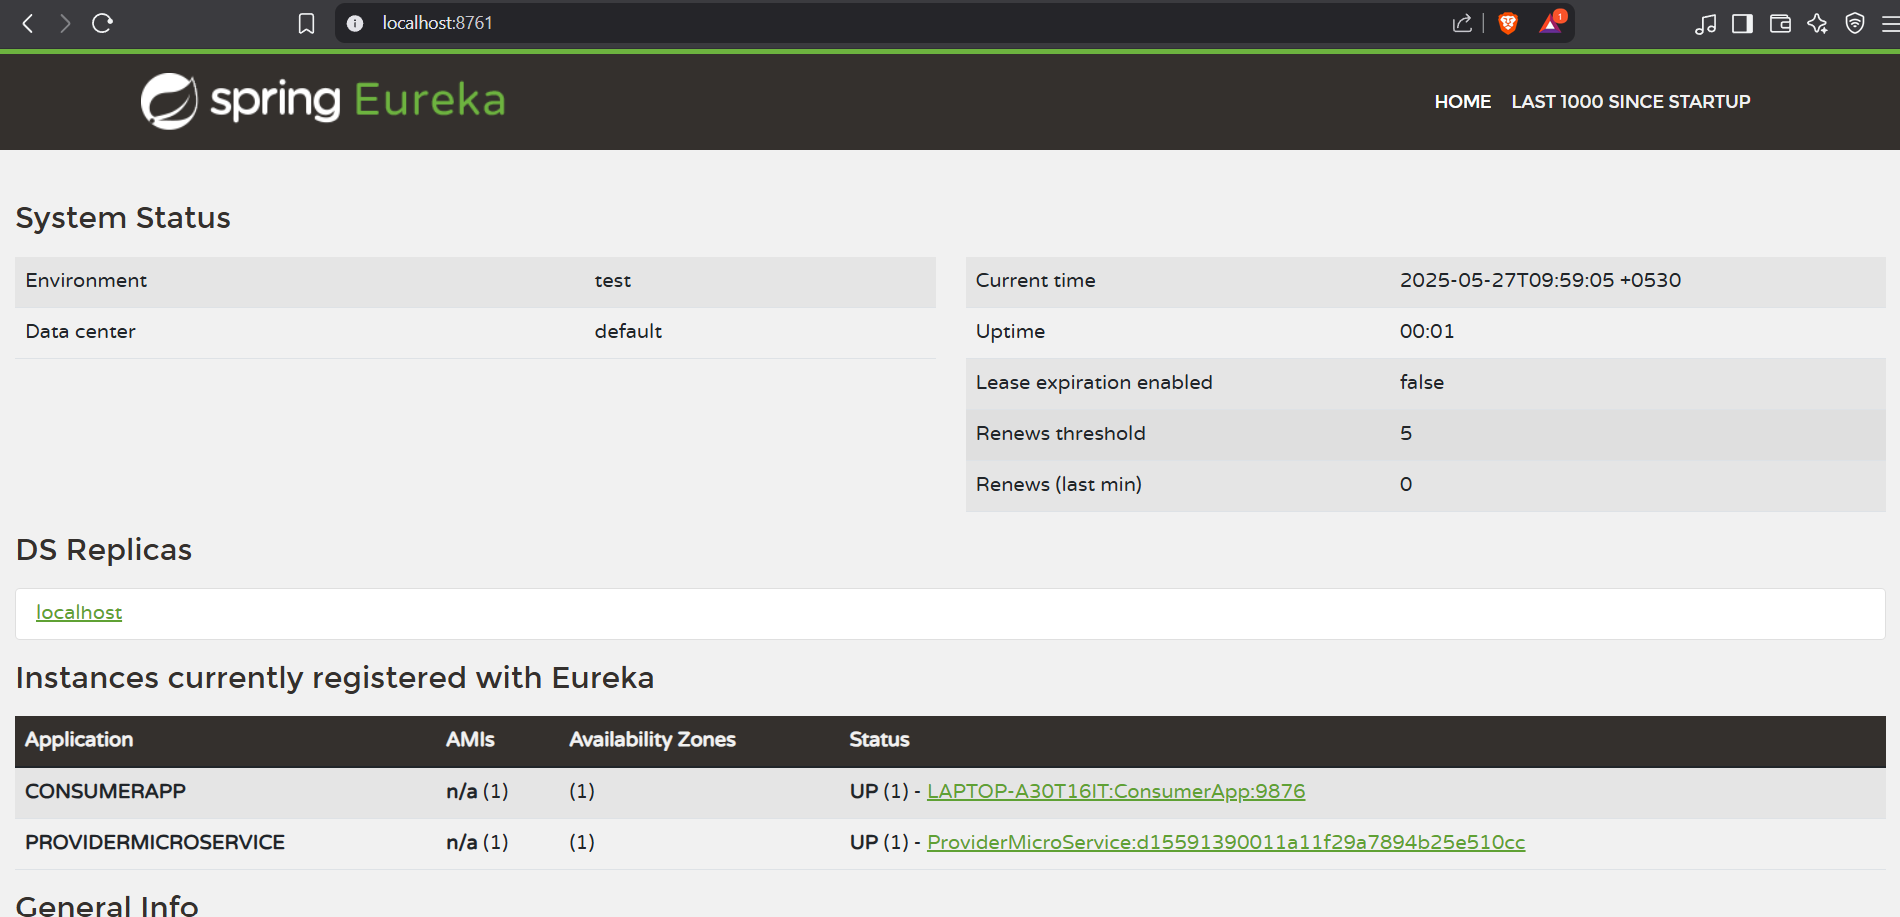 localhost:8761
1
spring Eureka
HOME LAST 1000 SINCE STARTUP
System Status
Environment test
Data center default
Current time 2025-05-27T09:59:05 +0530
Uptime 00:01
Lease expiration enabled false
Renews threshold 5
Renews (last min) 0
DS Replicas
localhost
Instances currently registered with Eureka
Application AMIs Availability Zones Status
CONSUMERAPP n/a (1) (1) UP (1) - LAPTOP-A30T16IT:ConsumerApp:9876
PROVIDERMICROSERVICE n/a (1) (1) UP (1) - ProviderMicroService:d15591390011a11f29a7894b25e510cc
General Info